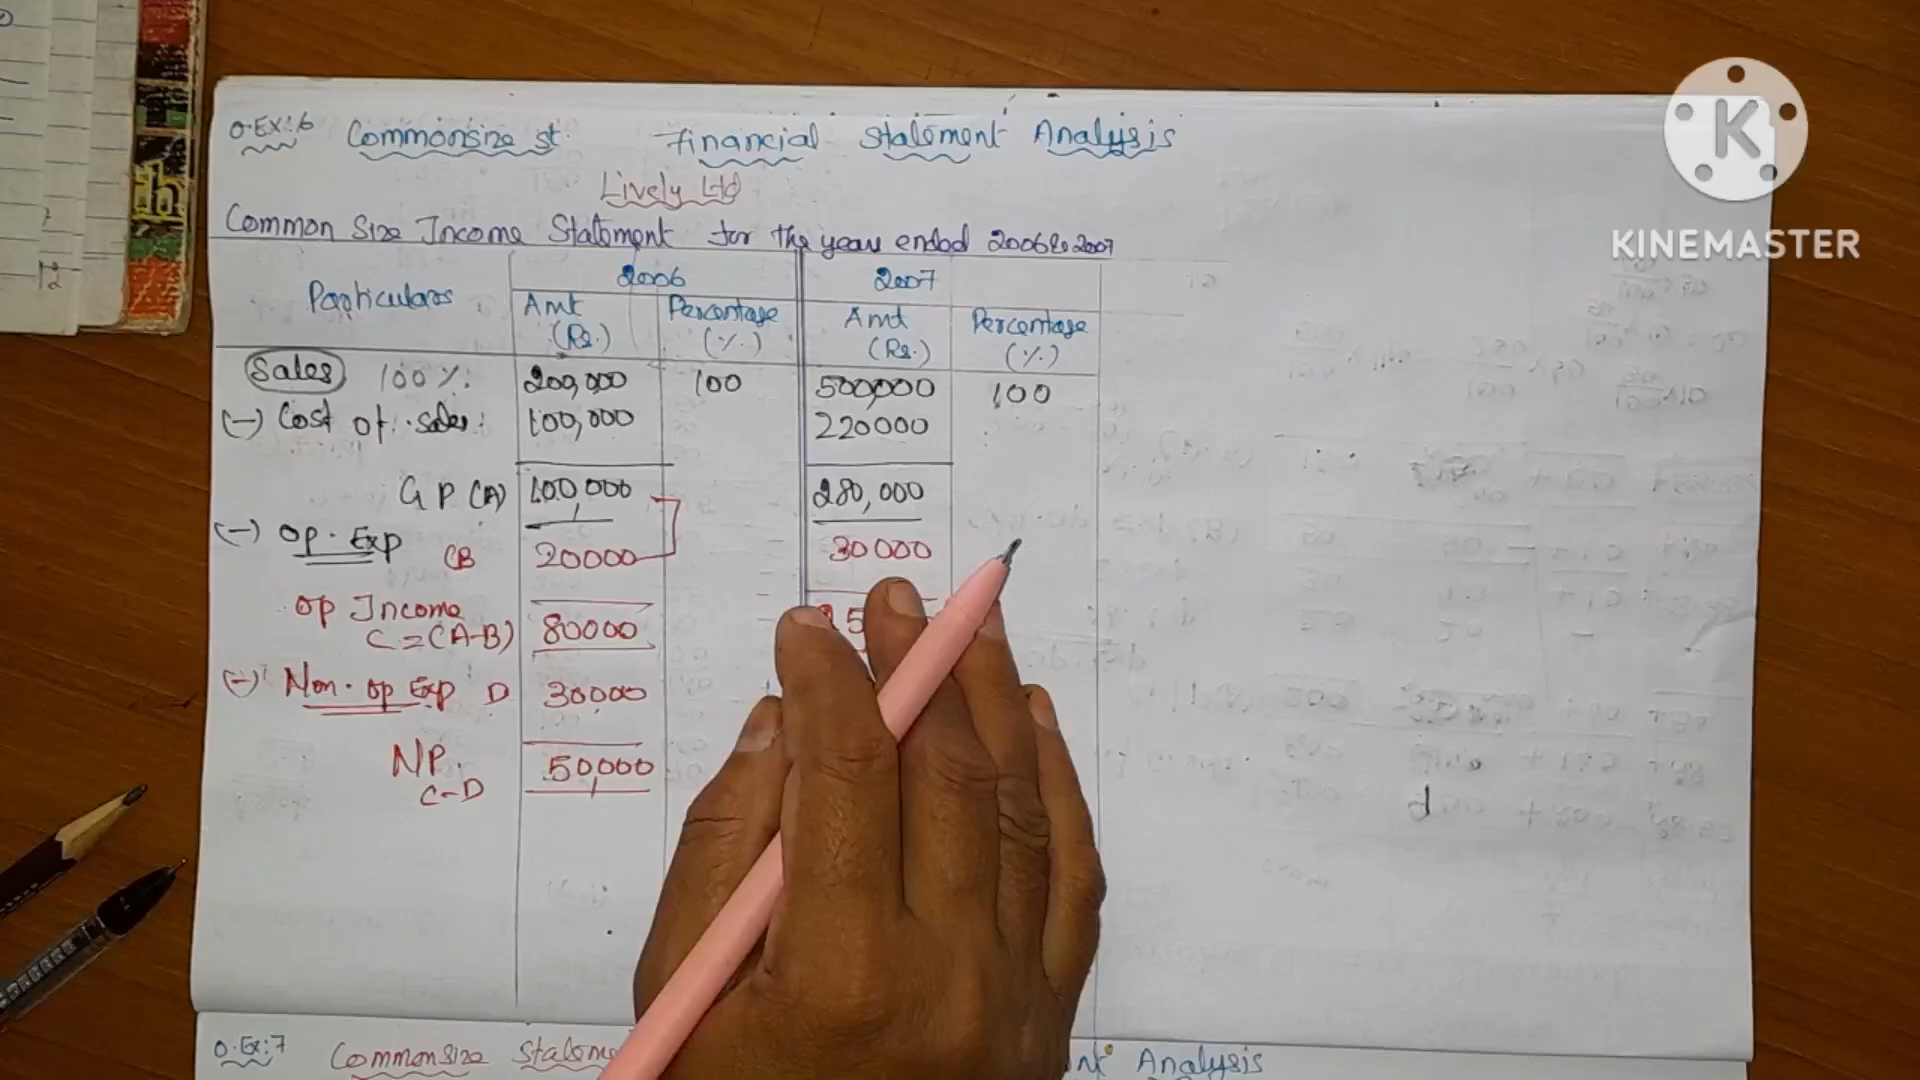 O.Ex:6 Commonsize st. Financial Statement Analysis
Lively Ltd
Common Size Income Statement for the year ended 2006 & 2007
Particulars 2006 2007
Amt (Rs.) Percentage (%) Amt (Rs.) Percentage (%)
Sales 100% 200,000 100 500,000 100
(-) Cost of sales 100,000 220000
G P (A) 100,000 280,000
(-) Op. Exp (B 20000 30000
Op Income
C=(A-B) 80000
(-) Non-op Exp D 30000
NP 50,000
C-D
O.Ex:7 Commonsize Analysis
K
KINEMASTER